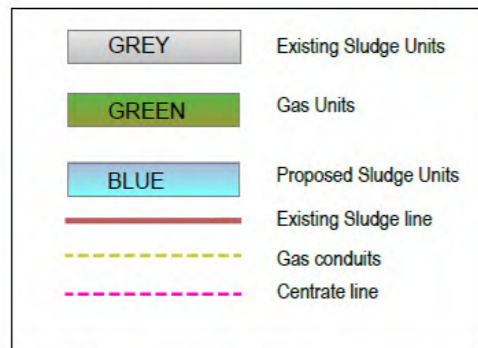 GREY Existing Sludge Units
GREEN Gas Units
BLUE Proposed Sludge Units
Existing Sludge line
Gas conduits
Centrate line